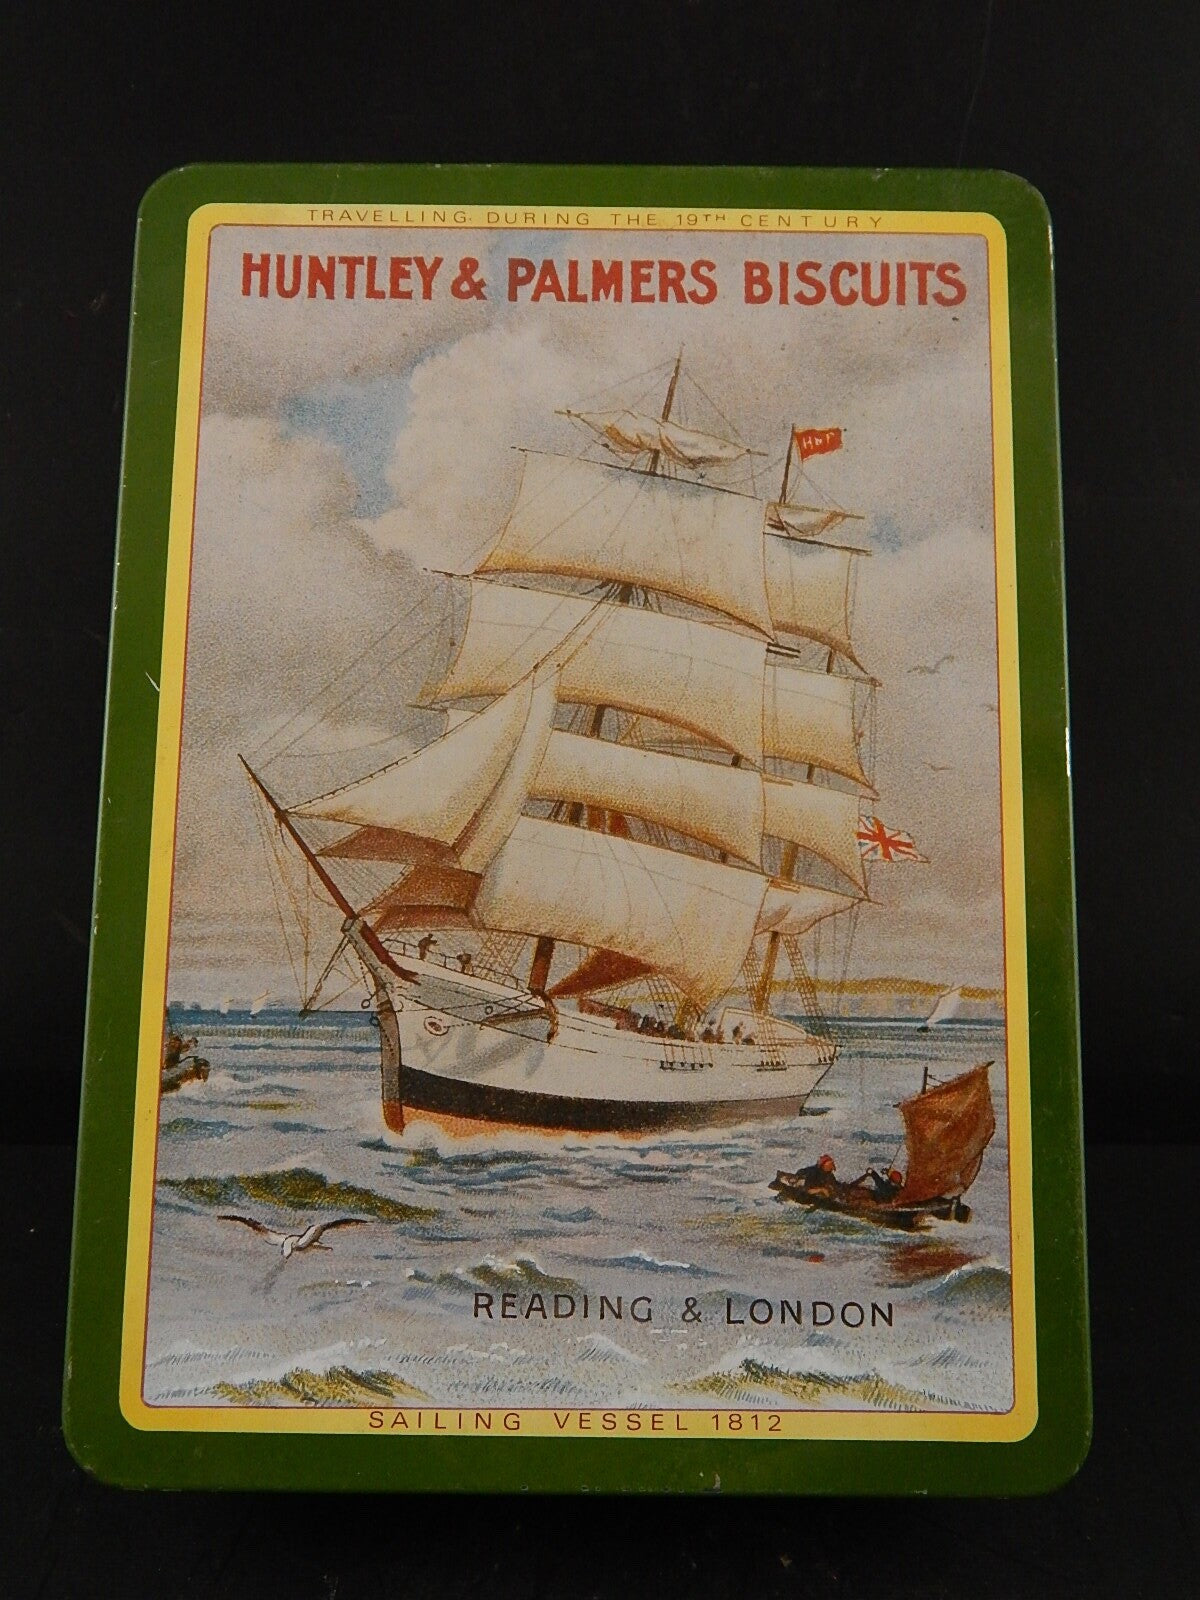 TRAVELLING DURING THE 19TH CENTURY
HUNTLEY & PALMERS BISCUITS
H&P
READING & LONDON
SAILING VESSEL 1812